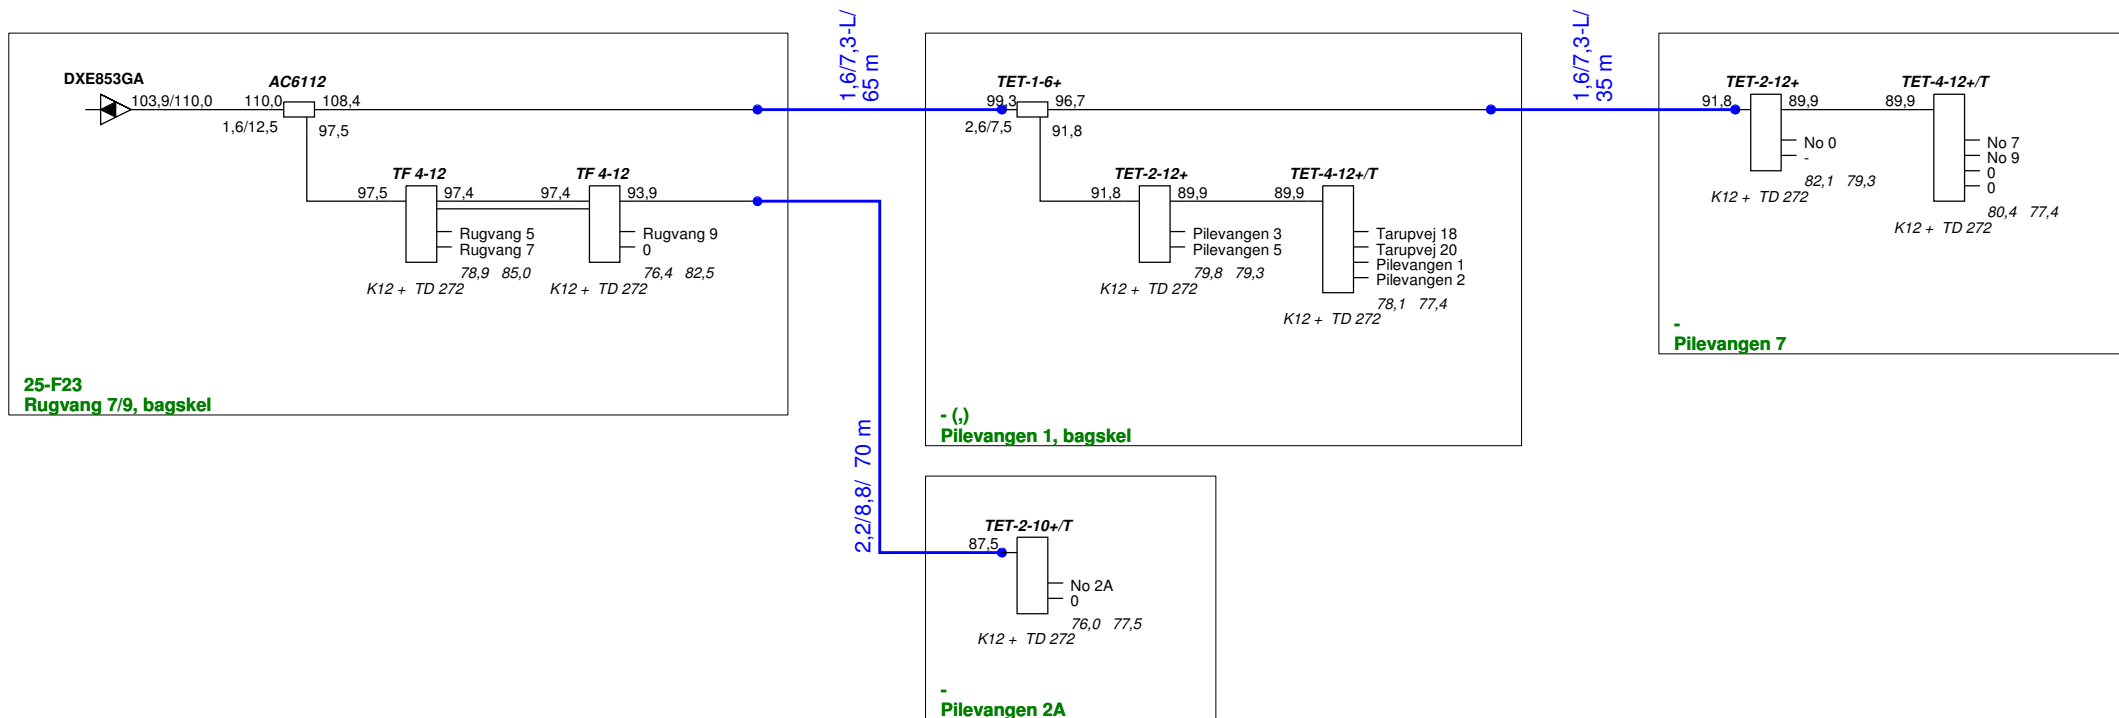 DXE853GA
103,9/110,0
AC6112
110,0
108,4
1,6/12,5
97,5
TF 4-12
97,5
97,4
Rugvang 5
Rugvang 7
78,9 85,0
K12 + TD 272
TF 4-12
97,4
93,9
Rugvang 9
0
76,4 82,5
K12 + TD 272
25-F23
Rugvang 7/9, bagskel
1,6/7,3-L/
65 m
2,2/8,8/ 70 m
TET-1-6+
99,3
96,7
2,6/7,5
91,8
TET-2-12+
91,8
89,9
Pilevangen 3
Pilevangen 5
79,8 79,3
K12 + TD 272
TET-4-12+/T
89,9
Tarupvej 18
Tarupvej 20
Pilevangen 1
Pilevangen 2
78,1 77,4
K12 + TD 272
- (,)
Pilevangen 1, bagskel
TET-2-10+/T
87,5
No 2A
0
76,0 77,5
K12 + TD 272
-
Pilevangen 2A
1,6/7,3-L/
35 m
TET-2-12+
91,8
89,9
No 0
-
82,1 79,3
K12 + TD 272
TET-4-12+/T
89,9
No 7
No 9
0
0
80,4 77,4
K12 + TD 272
-
Pilevangen 7